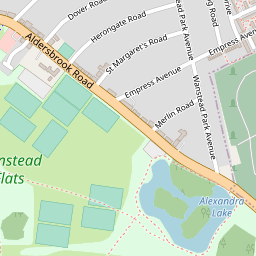 Dover Road
Herongate Road
St Margaret's Road
Empress Avenue
Aldersbrook Road
Empress Avenue
Merlin Road
Wanstead Park Avenue
Wanstead Park Avenue
nstead
Flats
Alexandra
Lake